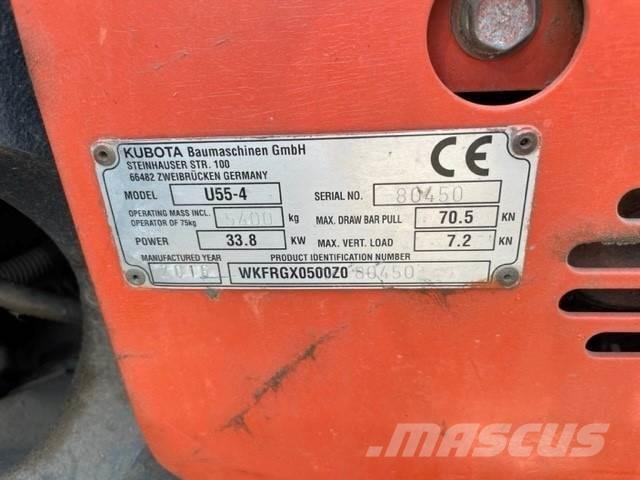 KUBOTA Baumaschinen GmbH
STEINHAUSER STR. 100
66482 ZWEIBRÜCKEN GERMANY
MODEL U55-4 SERIAL NO. 80450
OPERATING MASS INCL. OPERATOR OF 75kg 5400 kg MAX. DRAW BAR PULL 70.5 KN
POWER 33.8 KW MAX. VERT. LOAD 7.2 KN
MANUFACTURED YEAR PRODUCT IDENTIFICATION NUMBER
WKFRGX0500Z080450
CE
MASCUS